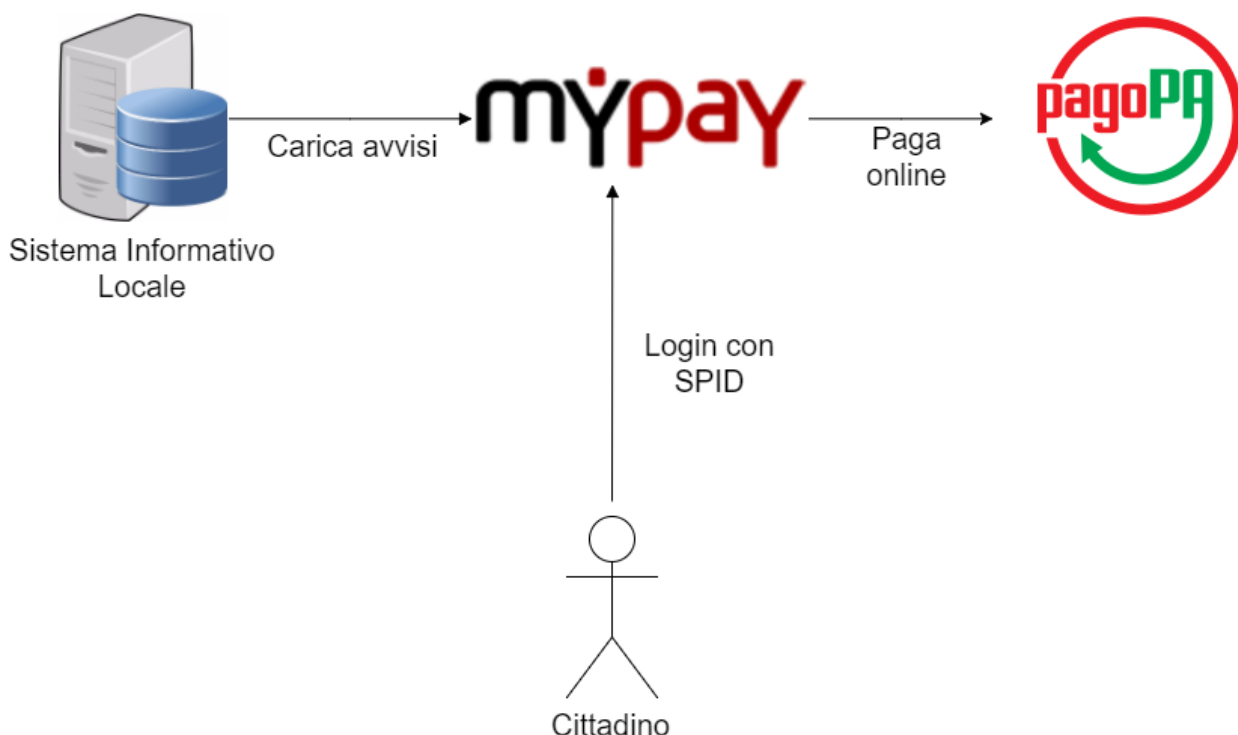 mypay
pagoPA
Carica avvisi
Paga
online
Sistema Informativo
Locale
Login con
SPID
Cittadino